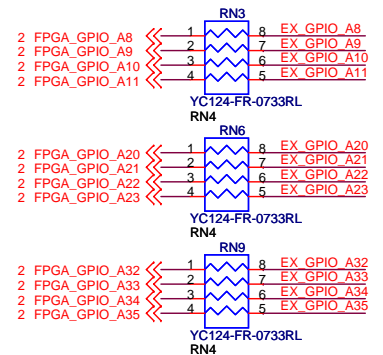 RN3
2 FPGA_GPIO_A8 1 8 EX_GPIO_A8
2 FPGA_GPIO_A9 2 7 EX_GPIO_A9
2 FPGA_GPIO_A10 3 6 EX_GPIO_A10
2 FPGA_GPIO_A11 4 5 EX_GPIO_A11
YC124-FR-0733RL
RN4
RN6
2 FPGA_GPIO_A20 1 8 EX_GPIO_A20
2 FPGA_GPIO_A21 2 7 EX_GPIO_A21
2 FPGA_GPIO_A22 3 6 EX_GPIO_A22
2 FPGA_GPIO_A23 4 5 EX_GPIO_A23
YC124-FR-0733RL
RN4
RN9
2 FPGA_GPIO_A32 1 8 EX_GPIO_A32
2 FPGA_GPIO_A33 2 7 EX_GPIO_A33
2 FPGA_GPIO_A34 3 6 EX_GPIO_A34
2 FPGA_GPIO_A35 4 5 EX_GPIO_A35
YC124-FR-0733RL
RN4